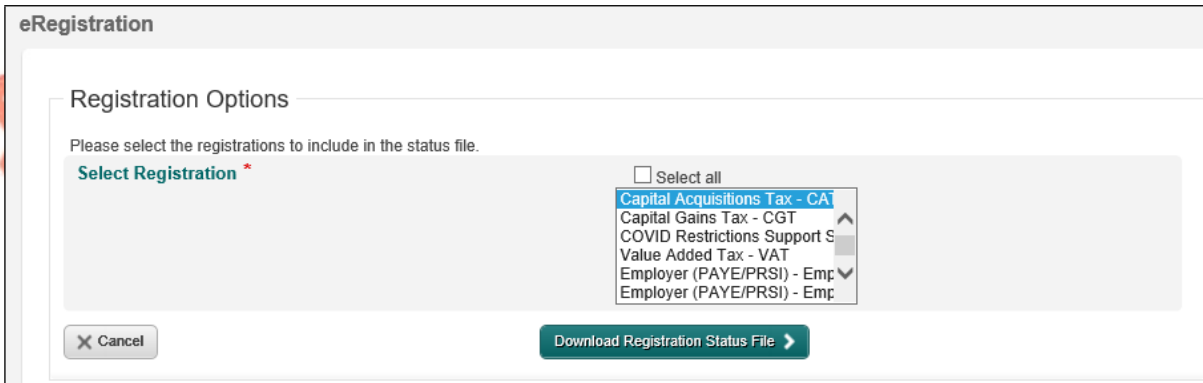 eRegistration
Registration Options
Please select the registrations to include in the status file.
Select Registration *
Select all
Capital Acquisitions Tax - CAT
Capital Gains Tax - CGT
COVID Restrictions Support S
Value Added Tax - VAT
Employer (PAYE/PRSI) - Emp
Employer (PAYE/PRSI) - Emp
Cancel
Download Registration Status File